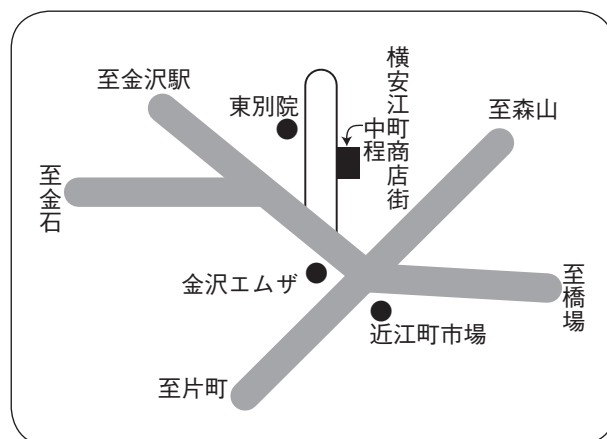 至金沢駅
東別院
横安江町商店街
中程
至森山
至金石
金沢エムザ
至橋場
近江町市場
至片町